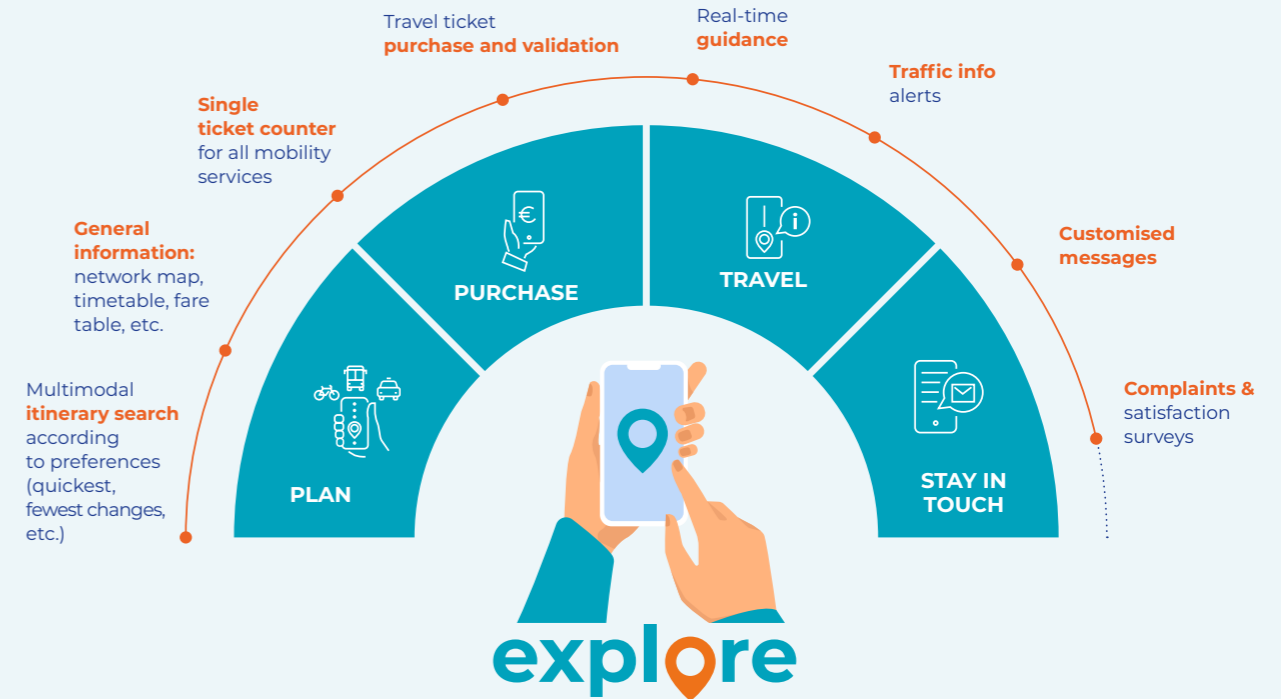 Travel ticket
purchase and validation
Real-time
guidance
Traffic info
alerts
Single
ticket counter
for all mobility
services
General
information:
network map,
timetable, fare
table, etc.
Multimodal
itinerary search
according
to preferences
(quickest,
fewest changes,
etc.)
Customised
messages
Complaints &
satisfaction
surveys
PLAN
€
PURCHASE
i
TRAVEL
STAY IN
TOUCH
explore